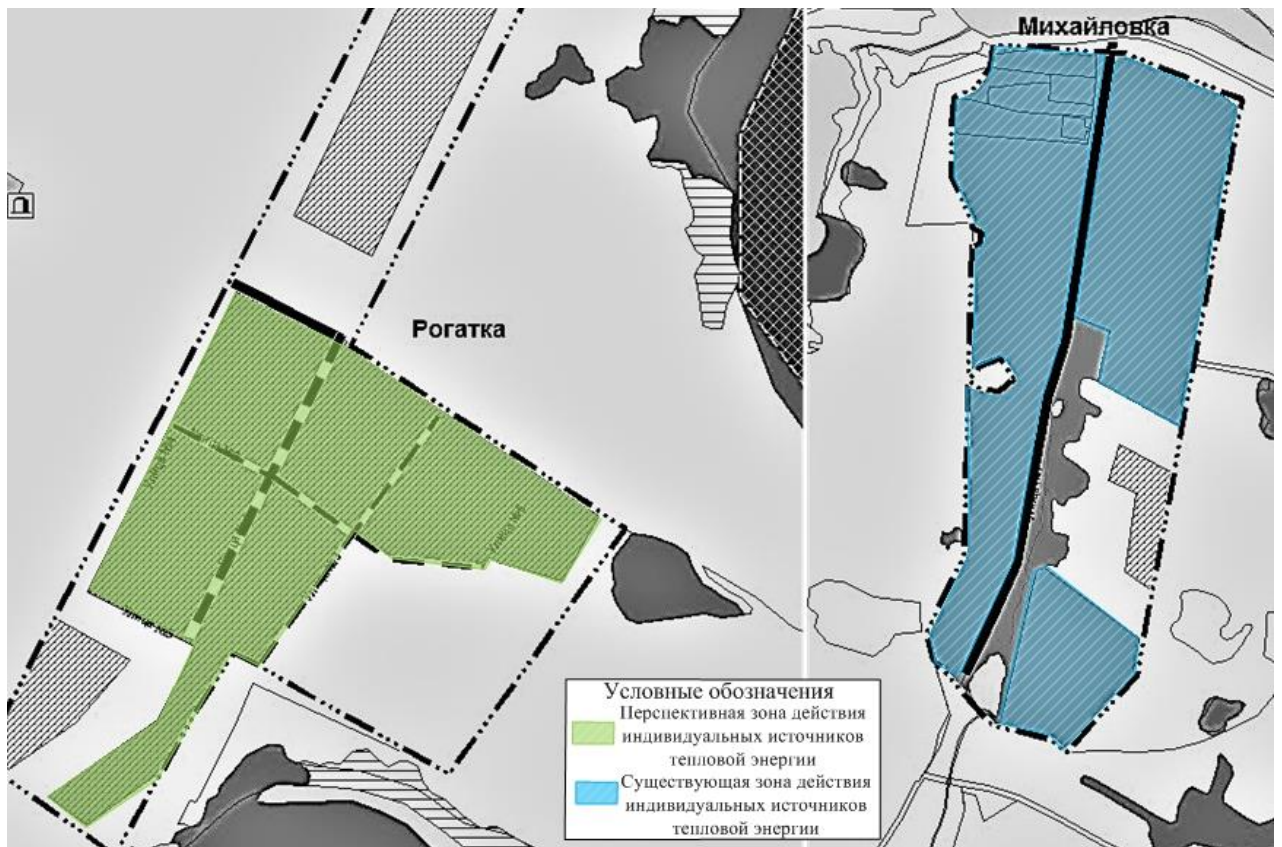 Михайловка
Рогатка
Условные обозначения
Перспективная зона действия
индивидуальных источников
тепловой энергии
Существующая зона действия
индивидуальных источников
тепловой энергии